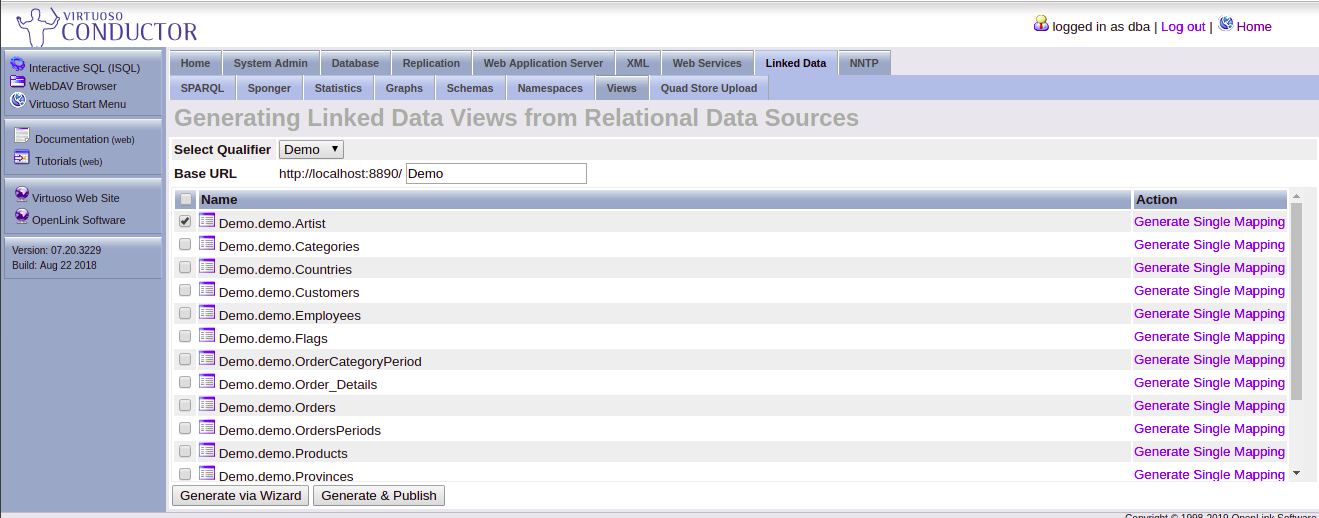 VIRTUOSO
CONDUCTOR
logged in as dba | Log out | Home
Interactive SQL (ISQL)
WebDAV Browser
Virtuoso Start Menu
Documentation (web)
Tutorials (web)
Virtuoso Web Site
OpenLink Software
Version: 07.20.3229
Build: Aug 22 2018
Home System Admin Database Replication Web Application Server XML Web Services Linked Data NNTP
SPARQL Sponger Statistics Graphs Schemas Namespaces Views Quad Store Upload
Generating Linked Data Views from Relational Data Sources
Select Qualifier Demo
Base URL http://localhost:8890/ Demo
Name Action
Demo.demo.Artist Generate Single Mapping
Demo.demo.Categories Generate Single Mapping
Demo.demo.Countries Generate Single Mapping
Demo.demo.Customers Generate Single Mapping
Demo.demo.Employees Generate Single Mapping
Demo.demo.Flags Generate Single Mapping
Demo.demo.OrderCategoryPeriod Generate Single Mapping
Demo.demo.Order_Details Generate Single Mapping
Demo.demo.Orders Generate Single Mapping
Demo.demo.OrdersPeriods Generate Single Mapping
Demo.demo.Products Generate Single Mapping
Demo.demo.Provinces Generate Single Mapping
Generate via Wizard Generate & Publish
Copyright © 1998-2019 OpenLink Software